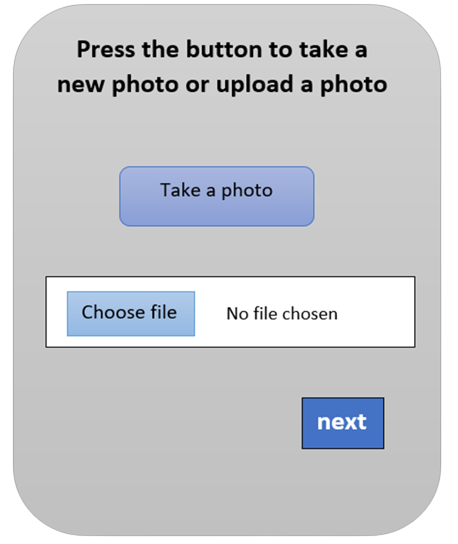 Press the button to take a
new photo or upload a photo
Take a photo
Choose file
No file chosen
next